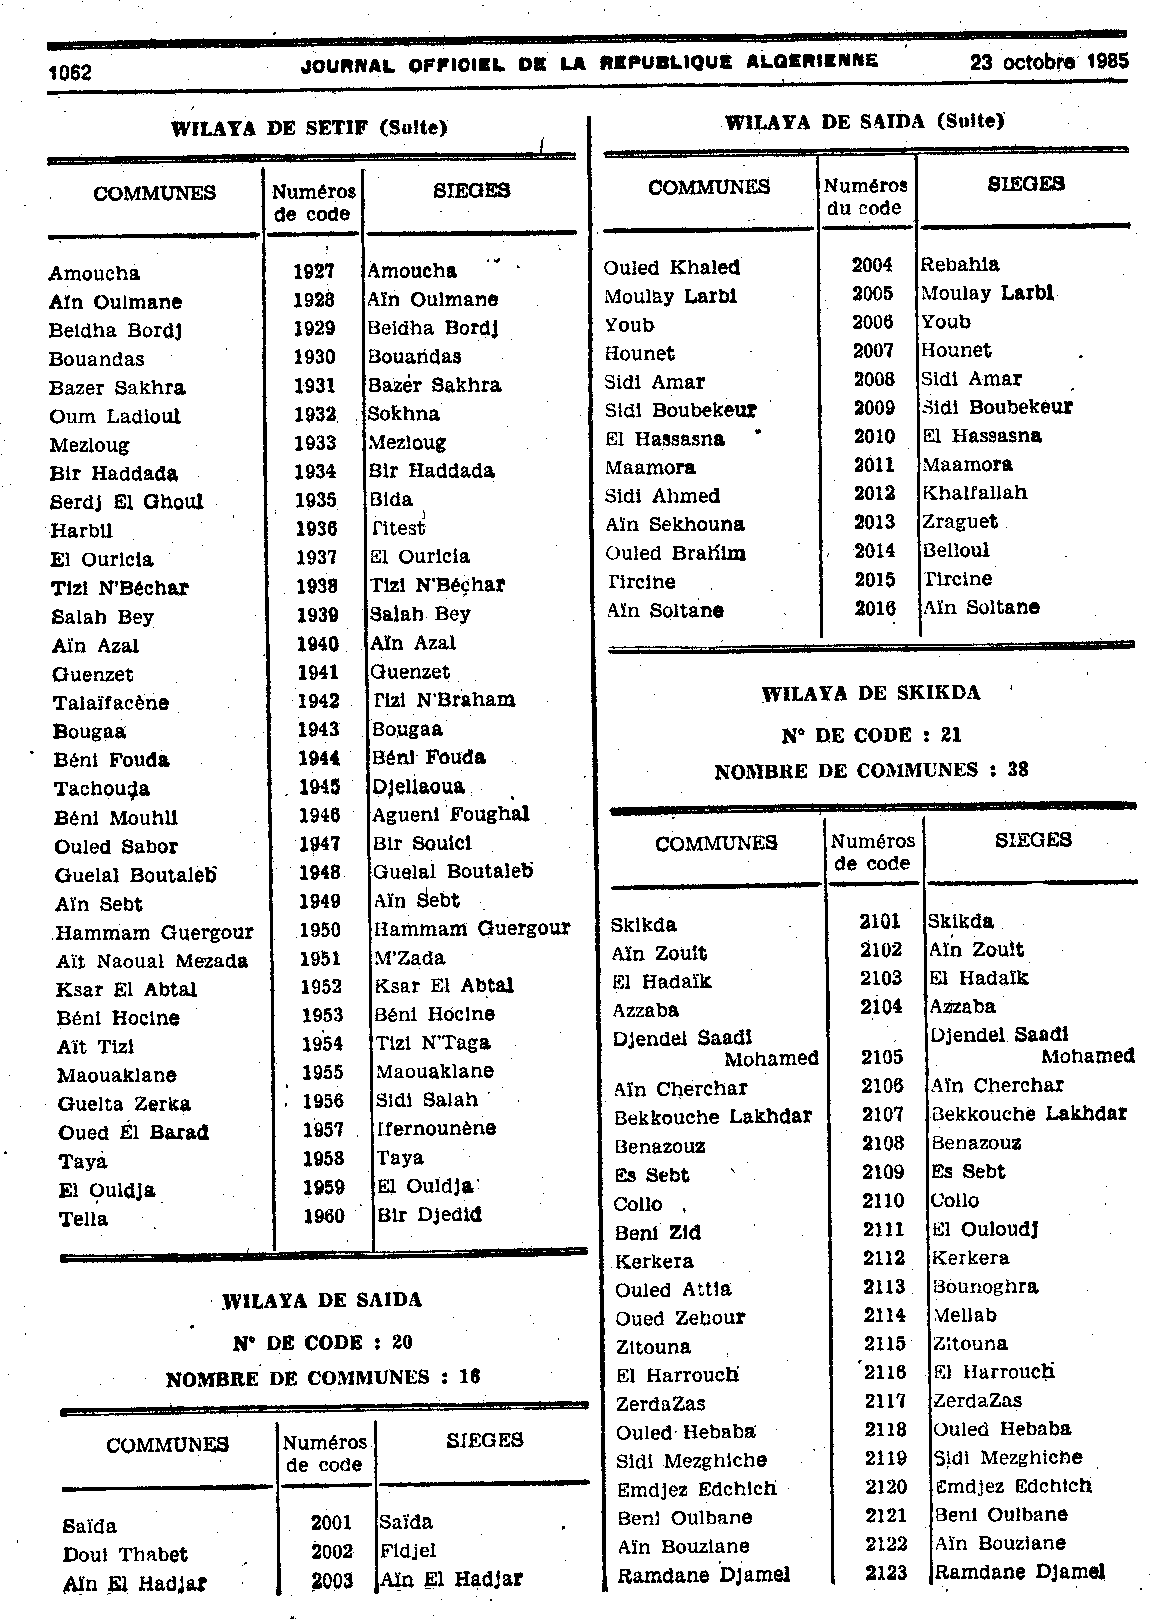 1062 JOURNAL OFFICIEL DE LA REPUBLIQUE ALGERIENNE 23 octobre 1985
WILAYA DE SETIF (Suite)
COMMUNES Numéros de code SIEGES
Amoucha 1927 Amoucha
Aïn Oulmane 1928 Aïn Oulmane
Beidha Bordj 1929 Beidha Bordj
Bouandas 1930 Bouandas
Bazer Sakhra 1931 Bazer Sakhra
Oum Ladjoul 1932 Sokhna
Mezloug 1933 Mezloug
Bir Haddada 1934 Bir Haddada
Serdj El Ghoul 1935 Bida
Harbil 1936 Titest
El Ouricia 1937 El Ouricia
Tizi N'Béchar 1938 Tizi N'Béchar
Salah Bey 1939 Salah Bey
Aïn Azal 1940 Aïn Azal
Guenzet 1941 Guenzet
Talaïfacène 1942 Tizi N'Braham
Bougaa 1943 Bougaa
Béni Fouda 1944 Béni Fouda
Tachouda 1945 Djellaoua
Béni Mouhli 1946 Agueni Foughal
Ouled Sabor 1947 Bir Souici
Guelal Boutaleb 1948 Guelal Boutaleb
Aïn Sebt 1949 Aïn Sebt
Hammam Guergour 1950 Hammam Guergour
Aït Naoual Mezada 1951 M'Zada
Ksar El Abtal 1952 Ksar El Abtal
Béni Hocine 1953 Béni Hocine
Aït Tizi 1954 Tizi N'Taga
Maouaklane 1955 Maouaklane
Guelta Zerka 1956 Sidi Salah
Oued El Barad 1957 Ifernounène
Taya 1958 Taya
El Ouldja 1959 El Ouldja
Tella 1960 Bir Djedid
WILAYA DE SAIDA
N° DE CODE : 20
NOMBRE DE COMMUNES : 16
COMMUNES Numéros de code SIEGES
Saïda 2001 Saïda
Doui Thabet 2002 Fidjel
Aïn El Hadjar 2003 Aïn El Hadjar
WILAYA DE SAIDA (Suite)
COMMUNES Numéros du code SIEGES
Ouled Khaled 2004 Rebahia
Moulay Larbi 2005 Moulay Larbi
Youb 2006 Youb
Hounet 2007 Hounet
Sidi Amar 2008 Sidi Amar
Sidi Boubekeur 2009 Sidi Boubekeur
El Hassasna 2010 El Hassasna
Maamora 2011 Maamora
Sidi Ahmed 2012 Khalfallah
Aïn Sekhouna 2013 Zraguet
Ouled Brahim 2014 Belloul
Tircine 2015 Tircine
Aïn Soltane 2016 Aïn Soltane
WILAYA DE SKIKDA
N° DE CODE : 21
NOMBRE DE COMMUNES : 38
COMMUNES Numéros de code SIEGES
Skikda 2101 Skikda
Aïn Zouit 2102 Aïn Zouit
El Hadaïk 2103 El Hadaïk
Azzaba 2104 Azzaba
Djendel Saadi Djendel Saadi
Mohamed 2105 Mohamed
Aïn Cherchar 2106 Aïn Cherchar
Bekkouche Lakhdar 2107 Bekkouche Lakhdar
Benazouz 2108 Benazouz
Es Sebt 2109 Es Sebt
Collo 2110 Collo
Beni Zid 2111 El Ouloudj
Kerkera 2112 Kerkera
Ouled Attia 2113 Bounoghra
Oued Zehour 2114 Mellab
Zitouna 2115 Zitouna
El Harrouch 2116 El Harrouch
ZerdaZas 2117 ZerdaZas
Ouled Hebaba 2118 Ouled Hebaba
Sidi Mezghiche 2119 Sidi Mezghiche
Emdjez Edchich 2120 Emdjez Edchich
Beni Oulbane 2121 Beni Oulbane
Aïn Bouziane 2122 Aïn Bouziane
Ramdane Djamel 2123 Ramdane Djamel